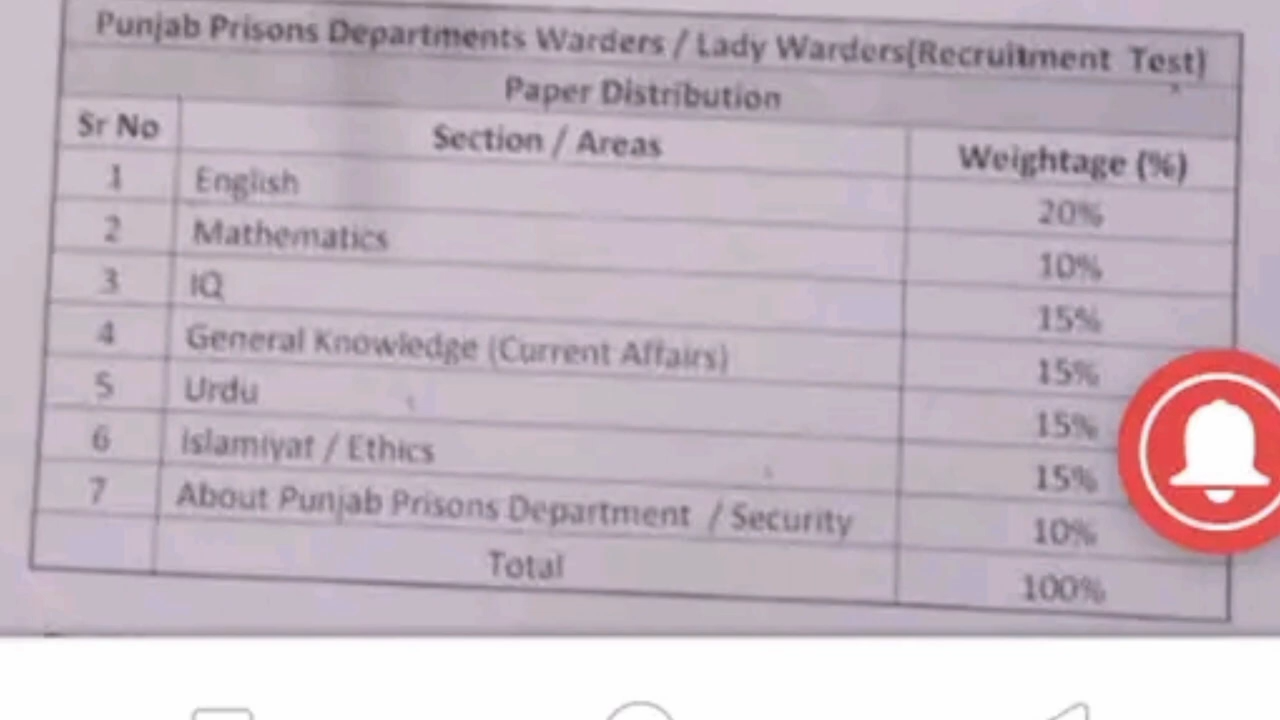 Punjab Prisons Departments Warders / Lady Warders(Recruitment Test)
Paper Distribution
Sr No Section / Areas Weightage (%)
1 English 20%
2 Mathematics 10%
3 IQ 15%
4 General Knowledge (Current Affairs) 15%
5 Urdu 15%
6 Islamiyat / Ethics 15%
7 About Punjab Prisons Department / Security 10%
Total 100%